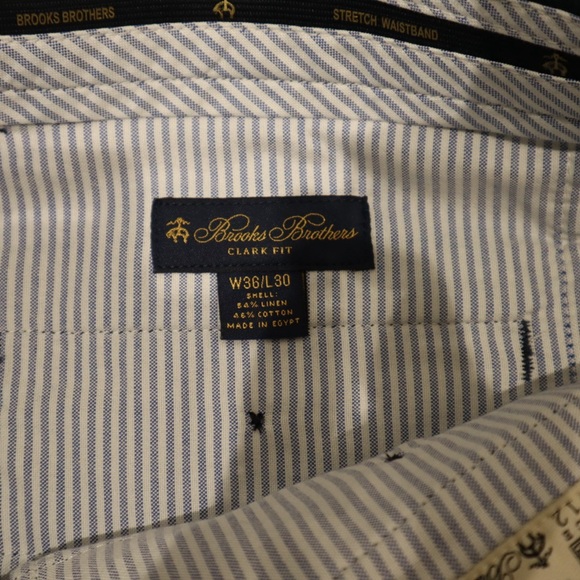 BROOKS BROTHERS
STRETCH WAISTBAND
Brooks Brothers
CLARK FIT
W36/L30
SHELL:
54% LINEN
46% COTTON
MADE IN EGYPT